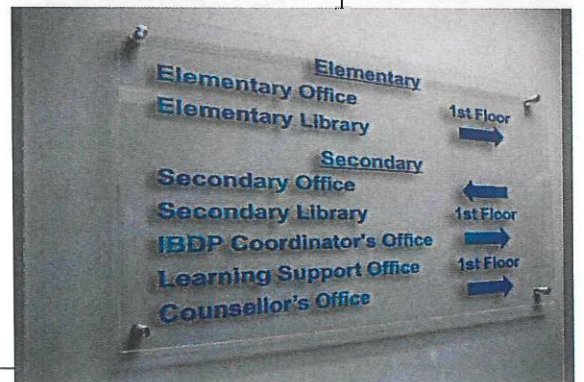 Elementary
Elementary Office
Elementary Library
1st Floor
Secondary
Secondary Office
Secondary Library
1st Floor
IBDP Coordinator's Office
Learning Support Office
1st Floor
Counsellor's Office